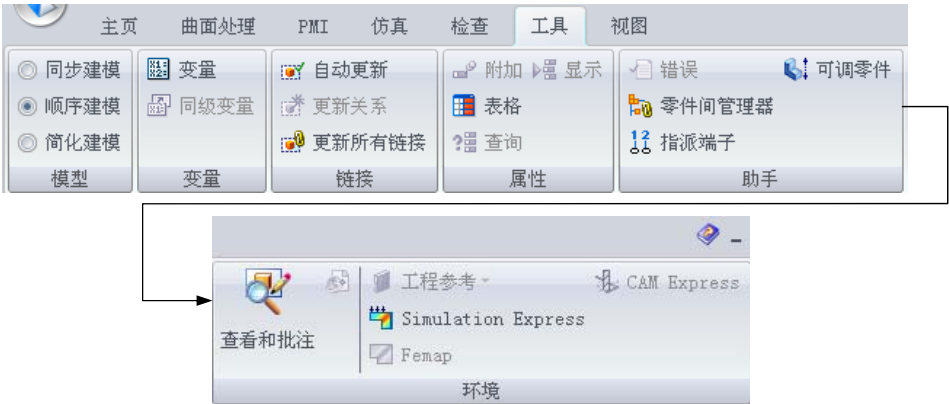 主页 曲面处理 PMI 仿真 检查 工具 视图
同步建模 变量 自动更新 附加 显示 错误 可调零件
顺序建模 同级变量 更新关系 表格 零件间管理器
简化建模 更新所有链接 查询 指派端子
模型 变量 链接 属性 助手
工程参考 CAM Express
Simulation Express
查看和批注
Femap
环境